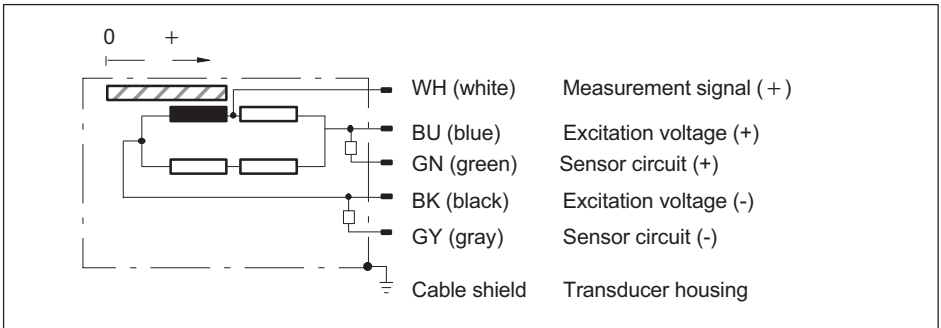 0 +
WH (white) Measurement signal (+)
BU (blue) Excitation voltage (+)
GN (green) Sensor circuit (+)
BK (black) Excitation voltage (-)
GY (gray) Sensor circuit (-)
Cable shield Transducer housing